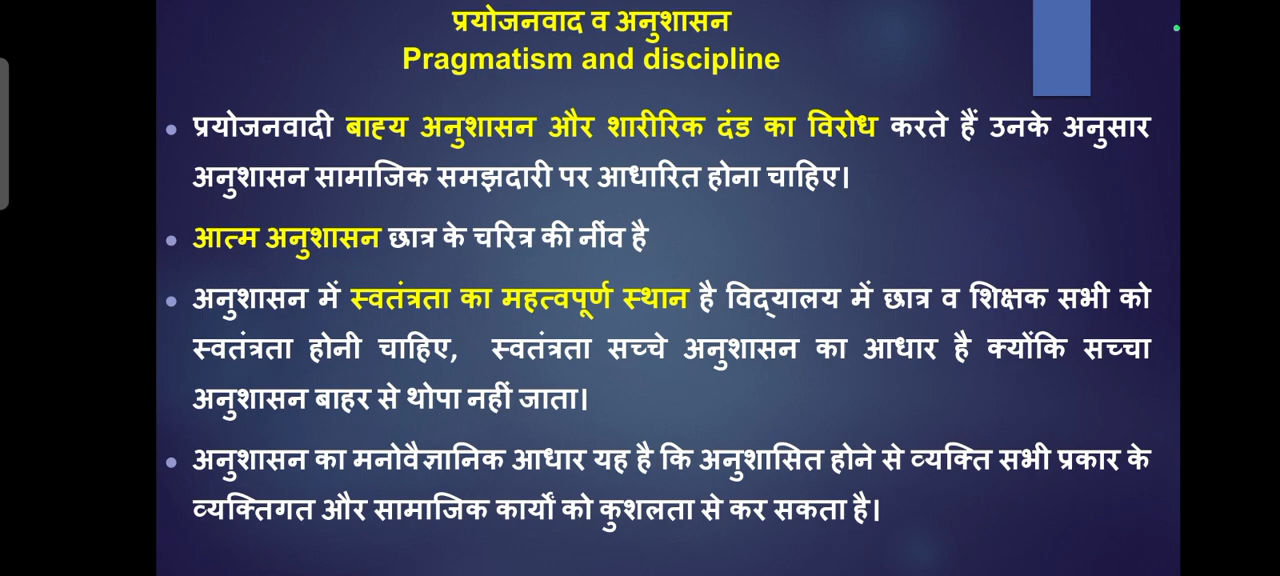 प्रयोजनवाद व अनुशासन
Pragmatism and discipline
प्रयोजनवादी बाह्य अनुशासन और शारीरिक दंड का विरोध करते हैं उनके अनुसार
अनुशासन सामाजिक समझदारी पर आधारित होना चाहिए।
आत्म अनुशासन छात्र के चरित्र की नींव है
अनुशासन में स्वतंत्रता का महत्वपूर्ण स्थान है विद्यालय में छात्र व शिक्षक सभी को
स्वतंत्रता होनी चाहिए, स्वतंत्रता सच्चे अनुशासन का आधार है क्योंकि सच्चा
अनुशासन बाहर से थोपा नहीं जाता।
अनुशासन का मनोवैज्ञानिक आधार यह है कि अनुशासित होने से व्यक्ति सभी प्रकार के
व्यक्तिगत और सामाजिक कार्यों को कुशलता से कर सकता है।